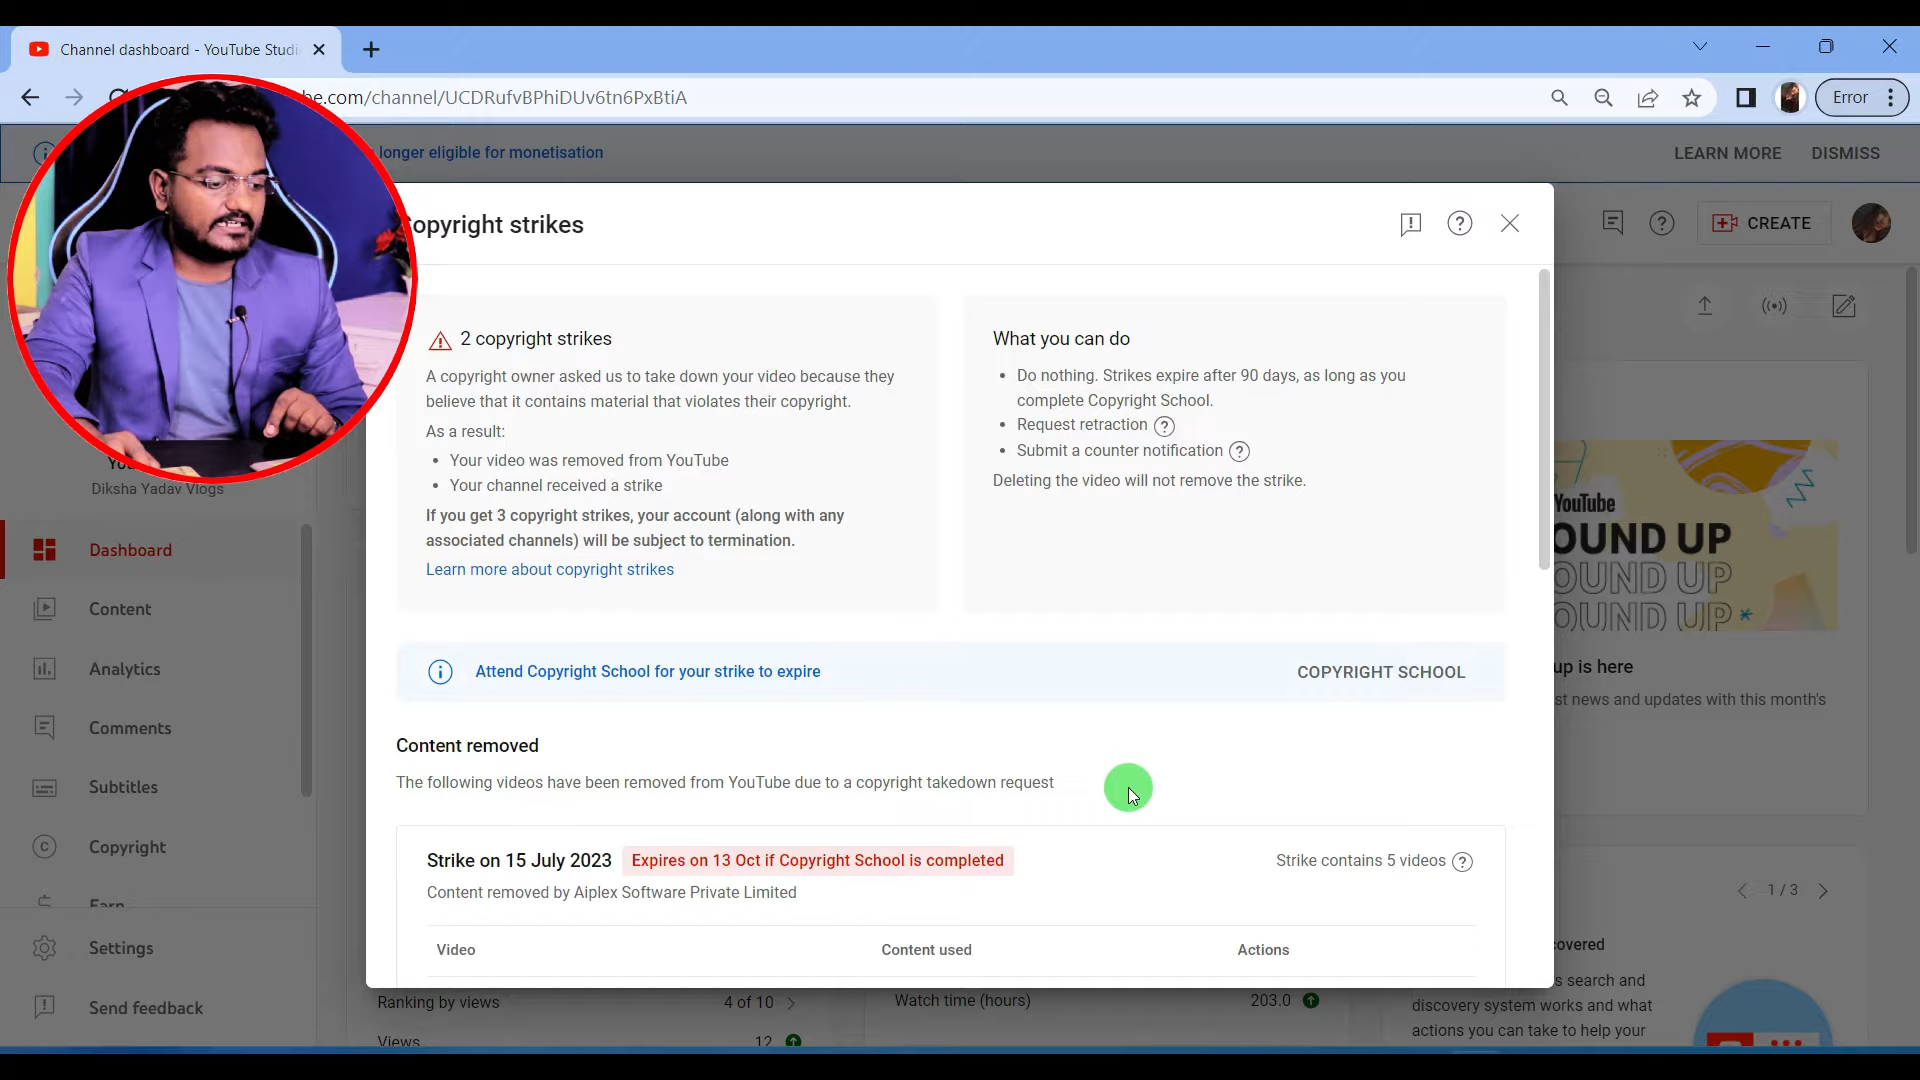 Channel dashboard - YouTube Studi
be.com/channel/UCDRufvBPhiDUv6tn6PxBtiA
Error
longer eligible for monetisation
LEARN MORE
DISMISS
Copyright strikes
CREATE
2 copyright strikes
A copyright owner asked us to take down your video because they
believe that it contains material that violates their copyright.
As a result:
• Your video was removed from YouTube
• Your channel received a strike
If you get 3 copyright strikes, your account (along with any
associated channels) will be subject to termination.
Learn more about copyright strikes
What you can do
• Do nothing. Strikes expire after 90 days, as long as you
complete Copyright School.
• Request retraction
• Submit a counter notification
Deleting the video will not remove the strike.
Attend Copyright School for your strike to expire
COPYRIGHT SCHOOL
Content removed
The following videos have been removed from YouTube due to a copyright takedown request
Strike on 15 July 2023
Expires on 13 Oct if Copyright School is completed
Strike contains 5 videos
Content removed by Aiplex Software Private Limited
Video
Content used
Actions
Diksha Yadav Vlogs
Dashboard
Content
Analytics
Comments
Subtitles
Copyright
Earn
Settings
Send feedback
Ranking by views
4 of 10
Views
12
Watch time (hours)
203.0
YouTube
OUND UP
OUND UP
OUND UP
up is here
st news and updates with this month's
1 / 3
overed
s search and
discovery system works and what
actions you can take to help your